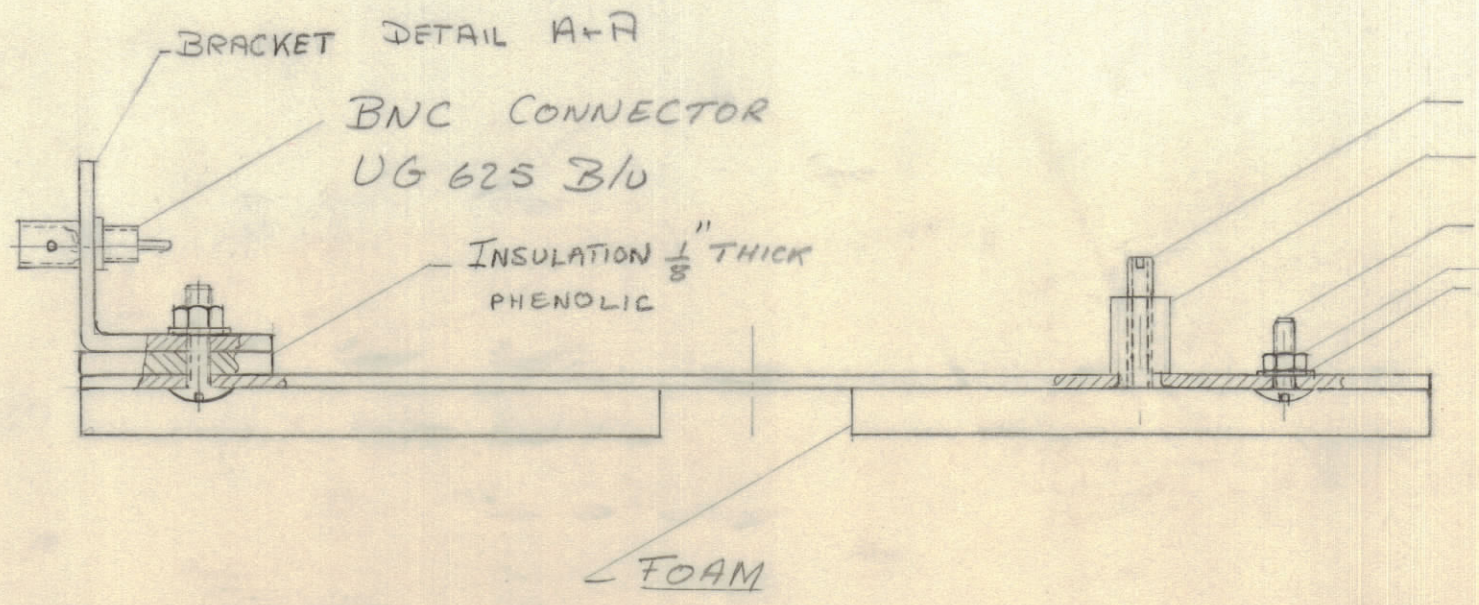 BRACKET DETAIL A-A
BNC CONNECTOR
UG 625 B/U
INSULATION 1/8" THICK
PHENOLIC
FOAM